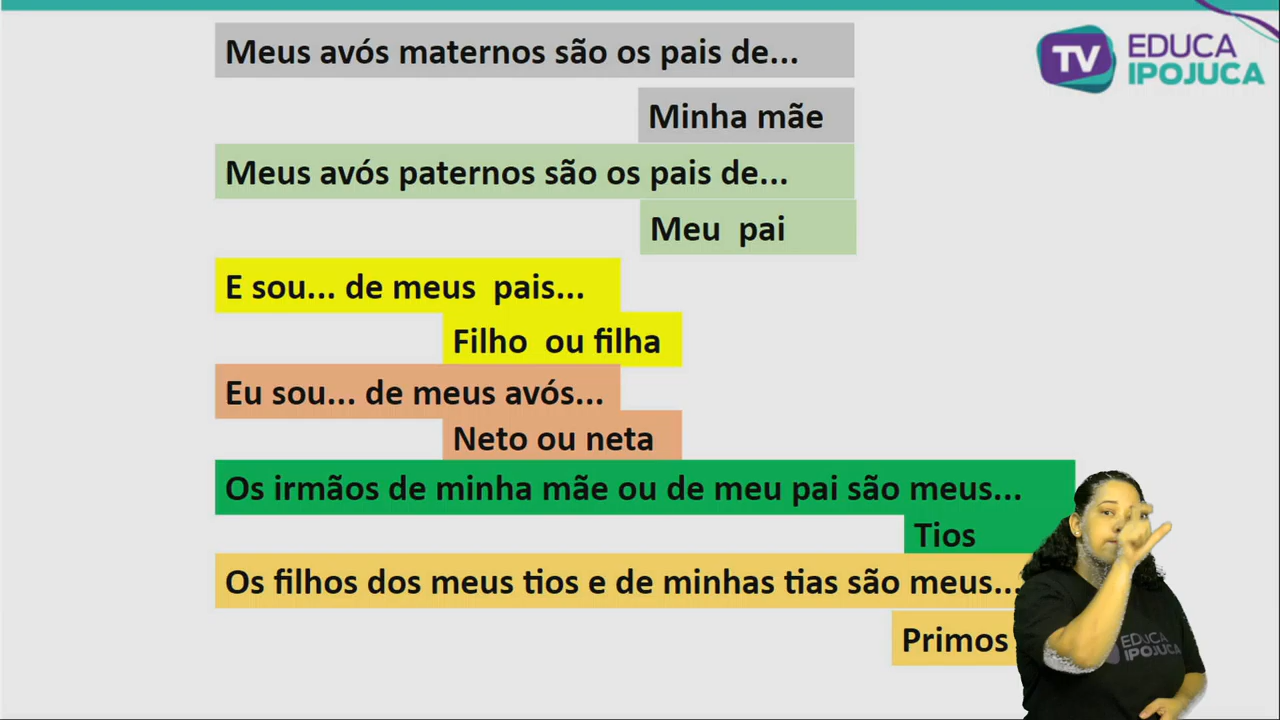 Meus avós maternos são os pais de...
TV EDUCA
IPOJUCA
Minha mãe
Meus avós paternos são os pais de...
Meu  pai
E sou... de meus  pais...
Filho  ou filha
Eu sou... de meus avós...
Neto ou neta
Os irmãos de minha mãe ou de meu pai são meus...
Tios
Os filhos dos meus tios e de minhas tias são meus...
Primos
EDUCA
IPOJUCA